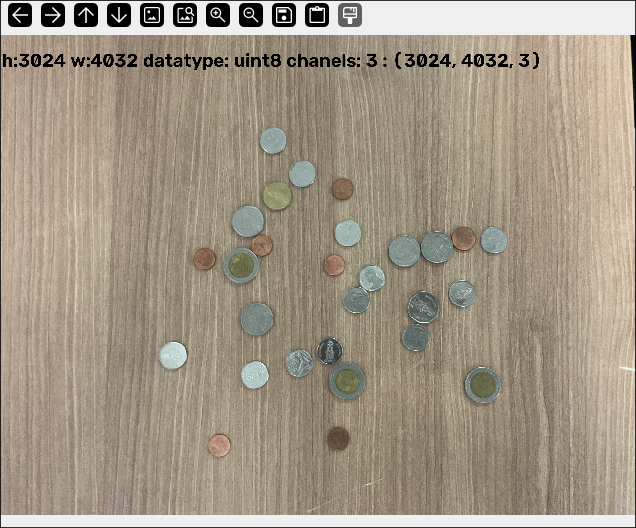 h:3024 w:4032 datatype: uint8 chanels: 3 : (3024, 4032, 3)